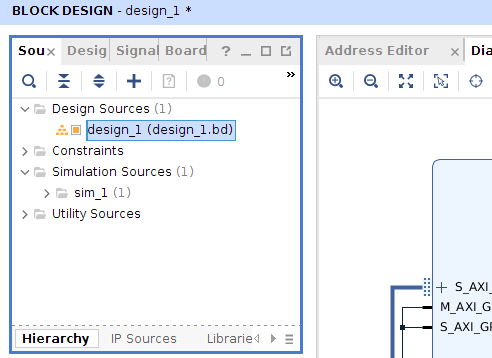 BLOCK DESIGN - design_1 *
Sou Desig Signal Board
0
Design Sources (1)
design_1 (design_1.bd)
Constraints
Simulation Sources (1)
sim_1 (1)
Utility Sources
Hierarchy IP Sources Librarie
Address Editor Dia
S_AXI_
M_AXI_G
S_AXI_GF